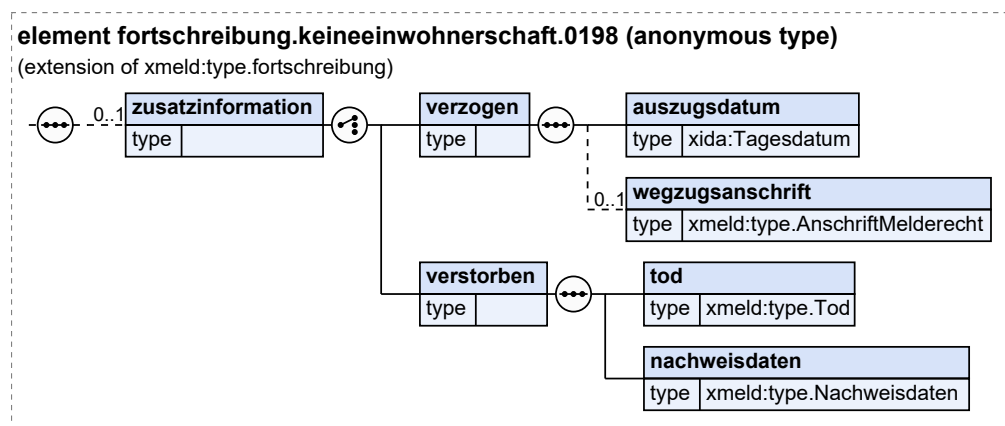 element fortschreibung.keineeinwohnerschaft.0198 (anonymous type)
(extension of xmeld:type.fortschreibung)
0..1
zusatzinformation
type
verzogen
type
auszugsdatum
type xida:Tagesdatum
0..1
wegzugsanschrift
type xmeld:type.AnschriftMelderecht
verstorben
type
tod
type xmeld:type.Tod
nachweisdaten
type xmeld:type.Nachweisdaten